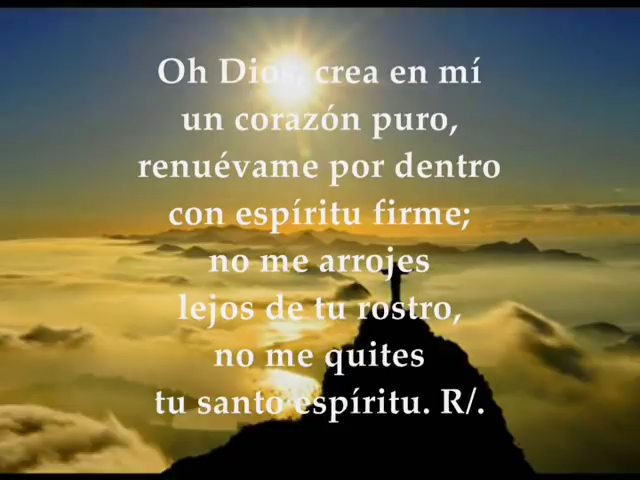 Oh Dios, crea en mí
un corazón puro,
renuévame por dentro
con espíritu firme;
no me arrojes
lejos de tu rostro,
no me quites
tu santo espíritu. R/.